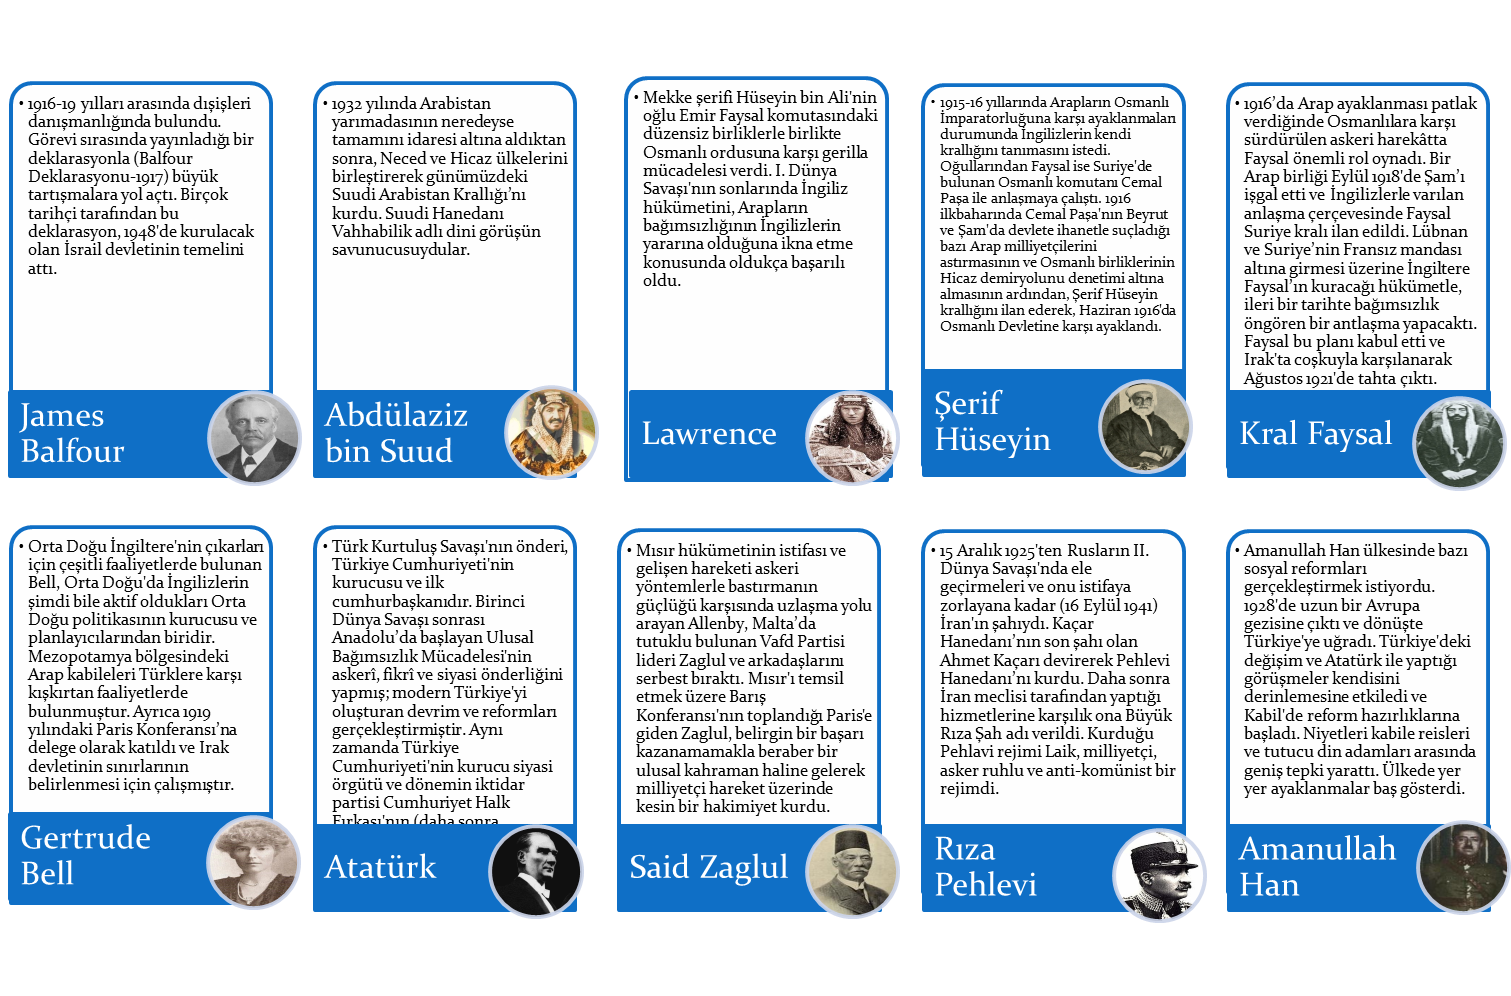 • 1916-19 yılları arasında dışişleri
danışmanlığında bulundu.
Görevi sırasında yayınladığı bir
deklarasyonla (Balfour
Deklarasyonu-1917) büyük
tartışmalara yol açtı. Birçok
tarihçi tarafından bu
deklarasyon, 1948'de kurulacak
olan İsrail devletinin temelini
attı.
James
Balfour
• 1932 yılında Arabistan
yarımadasının neredeyse
tamamını idaresi altına aldıktan
sonra, Neced ve Hicaz ülkelerini
birleştirerek günümüzdeki
Suudi Arabistan Krallığı’nı
kurdu. Suudi Hanedanı
Vahhabilik adlı dini görüşün
savunucusuydular.
Abdülaziz
bin Suud
• Mekke şerifi Hüseyin bin Ali'nin
oğlu Emir Faysal komutasındaki
düzensiz birliklerle birlikte
Osmanlı ordusuna karşı gerilla
mücadelesi verdi. I. Dünya
Savaşı'nın sonlarında İngiliz
hükümetini, Arapların
bağımsızlığının İngilizlerin
yararına olduğuna ikna etme
konusunda oldukça başarılı
oldu.
Lawrence
• 1915-16 yıllarında Arapların Osmanlı
İmparatorluğuna karşı ayaklanmaları
durumunda İngilizlerin kendi
krallığını tanımasını istedi.
Oğullarından Faysal ise Suriye'de
bulunan Osmanlı komutanı Cemal
Paşa ile anlaşmaya çalıştı. 1916
ilkbaharında Cemal Paşa'nın Beyrut
ve Şam'da devlete ihanetle suçladığı
bazı Arap milliyetçilerini
astırmasının ve Osmanlı birliklerinin
Hicaz demiryolunu denetimi altına
almasının ardından, Şerif Hüseyin
krallığını ilan ederek, Haziran 1916'da
Osmanlı Devletine karşı ayaklandı.
Şerif
Hüseyin
• 1916’da Arap ayaklanması patlak
verdiğinde Osmanlılara karşı
sürdürülen askeri harekâtta
Faysal önemli rol oynadı. Bir
Arap birliği Eylül 1918'de Şam’ı
işgal etti ve İngilizlerle varılan
anlaşma çerçevesinde Faysal
Suriye kralı ilan edildi. Lübnan
ve Suriye’nin Fransız mandası
altına girmesi üzerine İngiltere
Faysal’ın kuracağı hükümetle,
ileri bir tarihte bağımsızlık
öngören bir antlaşma yapacaktı.
Faysal bu planı kabul etti ve
Irak'ta coşkuyla karşılanarak
Ağustos 1921'de tahta çıktı.
Kral Faysal
• Orta Doğu İngiltere'nin çıkarları
için çeşitli faaliyetlerde bulunan
Bell, Orta Doğu'da İngilizlerin
şimdi bile aktif oldukları Orta
Doğu politikasının kurucusu ve
planlayıcılarından biridir.
Mezopotamya bölgesindeki
Arap kabileleri Türklere karşı
kışkırtan faaliyetlerde
bulunmuştur. Ayrıca 1919
yılındaki Paris Konferansı’na
delege olarak katıldı ve Irak
devletinin sınırlarının
belirlenmesi için çalışmıştır.
Gertrude
Bell
• Türk Kurtuluş Savaşı'nın önderi,
Türkiye Cumhuriyeti'nin
kurucusu ve ilk
cumhurbaşkanıdır. Birinci
Dünya Savaşı sonrası
Anadolu’da başlayan Ulusal
Bağımsızlık Mücadelesi'nin
askerî, fikrî ve siyasi önderliğini
yapmış; modern Türkiye'yi
oluşturan devrim ve reformları
gerçekleştirmiştir. Aynı
zamanda Türkiye
Cumhuriyeti'nin kurucu siyasi
örgütü ve dönemin iktidar
partisi Cumhuriyet Halk
Fırkası'nın (daha sonra
Atatürk
• Mısır hükümetinin istifası ve
gelişen hareketi askeri
yöntemlerle bastırmanın
güçlüğü karşısında uzlaşma yolu
arayan Allenby, Malta’da
tutuklu bulunan Vafd Partisi
lideri Zaglul ve arkadaşlarını
serbest bıraktı. Mısır'ı temsil
etmek üzere Barış
Konferansı'nın toplandığı Paris'e
giden Zaglul, belirgin bir başarı
kazanamamakla beraber bir
ulusal kahraman haline gelerek
milliyetçi hareket üzerinde
kesin bir hakimiyet kurdu.
Said Zaglul
• 15 Aralık 1925'ten Rusların II.
Dünya Savaşı'nda ele
geçirmeleri ve onu istifaya
zorlayana kadar (16 Eylül 1941)
İran'ın şahıydı. Kaçar
Hanedanı’nın son şahı olan
Ahmet Kaçarı devirerek Pehlevi
Hanedanı’nı kurdu. Daha sonra
İran meclisi tarafından yaptığı
hizmetlerine karşılık ona Büyük
Rıza Şah adı verildi. Kurduğu
Pehlavi rejimi Laik, milliyetçi,
asker ruhlu ve anti-komünist bir
rejimdi.
Rıza
Pehlevi
• Amanullah Han ülkesinde bazı
sosyal reformları
gerçekleştirmek istiyordu.
1928'de uzun bir Avrupa
gezisine çıktı ve dönüşte
Türkiye'ye uğradı. Türkiye'deki
değişim ve Atatürk ile yaptığı
görüşmeler kendisini
derinlemesine etkiledi ve
Kabil'de reform hazırlıklarına
başladı. Niyetleri kabile reisleri
ve tutucu din adamları arasında
geniş tepki yarattı. Ülkede yer
yer ayaklanmalar baş gösterdi.
Amanullah
Han